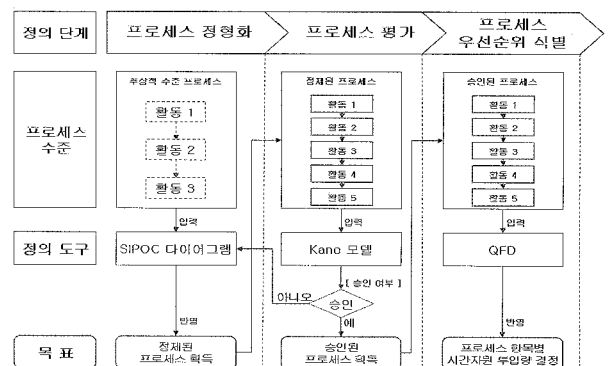 정의 단계
프로세스 정형화
프로세스 평가
프로세스
우선순위 식별
프로세스
수준
추상적 수준 프로세스
활동 1
활동 2
활동 3
정제된 프로세스
활동 1
활동 2
활동 3
활동 4
활동 5
승인된 프로세스
활동 1
활동 2
활동 3
활동 4
활동 5
입력
입력
입력
정의 도구
SIPOC 다이어그램
Kano 모델
QFD
[ 승인 여부 ]
아니오
승인
예
반영
반영
목 표
정제된
프로세스 획득
승인된
프로세스 획득
프로세스 항목별
시간자원 투입량 결정